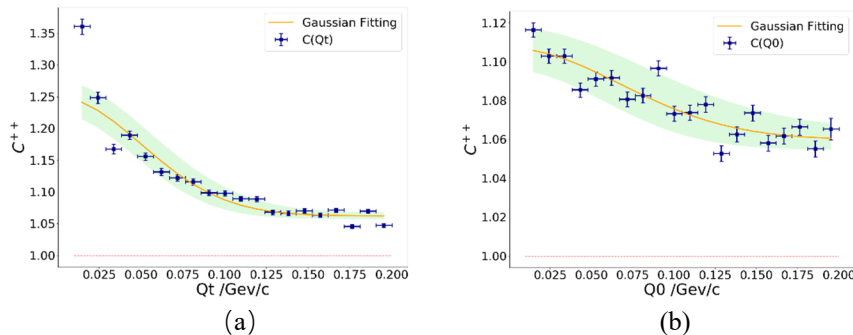 C⁺⁺
1.35
1.30
1.25
1.20
1.15
1.10
1.05
1.00
Gaussian Fitting
C(Qt)
0.025 0.050 0.075 0.100 0.125 0.150 0.175 0.200
Qt /Gev/c
(a)
C⁺⁺
1.12
1.10
1.08
1.06
1.04
1.02
1.00
Gaussian Fitting
C(Q0)
0.025 0.050 0.075 0.100 0.125 0.150 0.175 0.200
Q0 /Gev/c
(b)